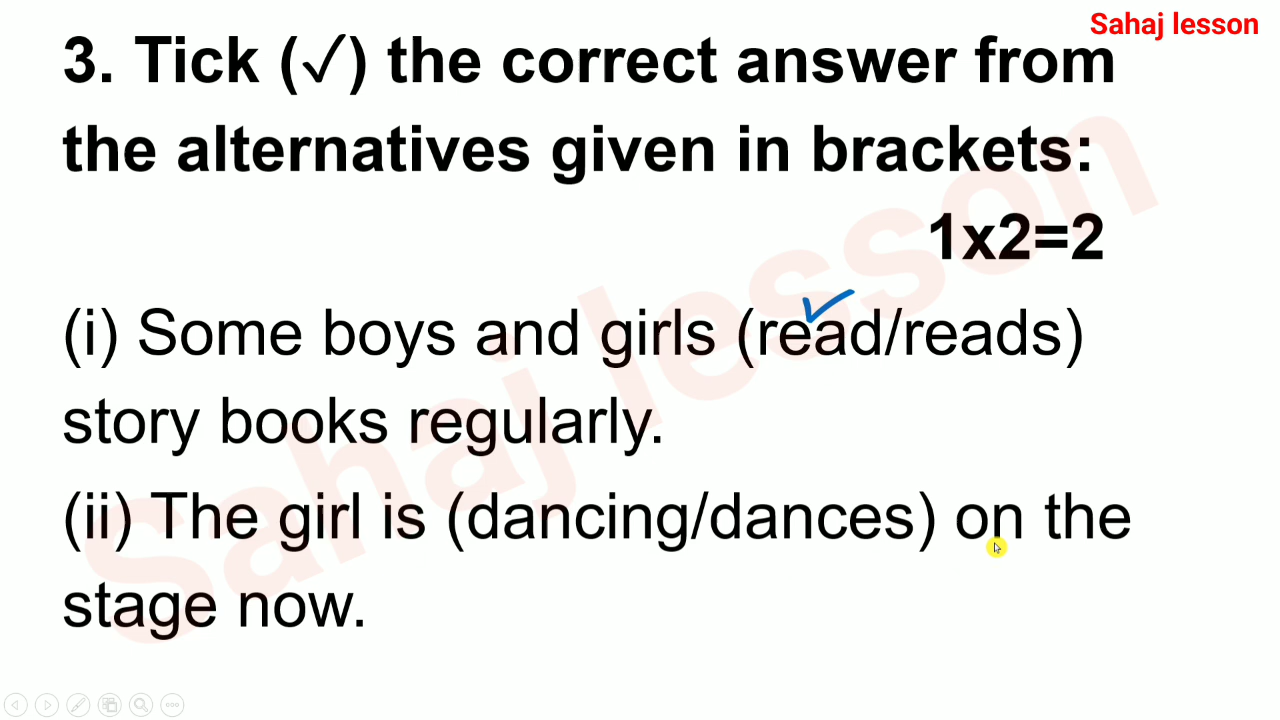 Sahaj lesson
3. Tick (✓) the correct answer from
the alternatives given in brackets:
1x2=2
(i) Some boys and girls (read/reads)
story books regularly.
(ii) The girl is (dancing/dances) on the
stage now.
Sahaj lesson